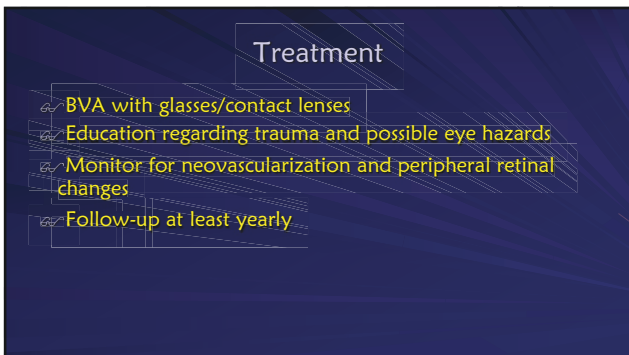 Treatment
BVA with glasses/contact lenses
Education regarding trauma and possible eye hazards
Monitor for neovascularization and peripheral retinal
changes
Follow-up at least yearly